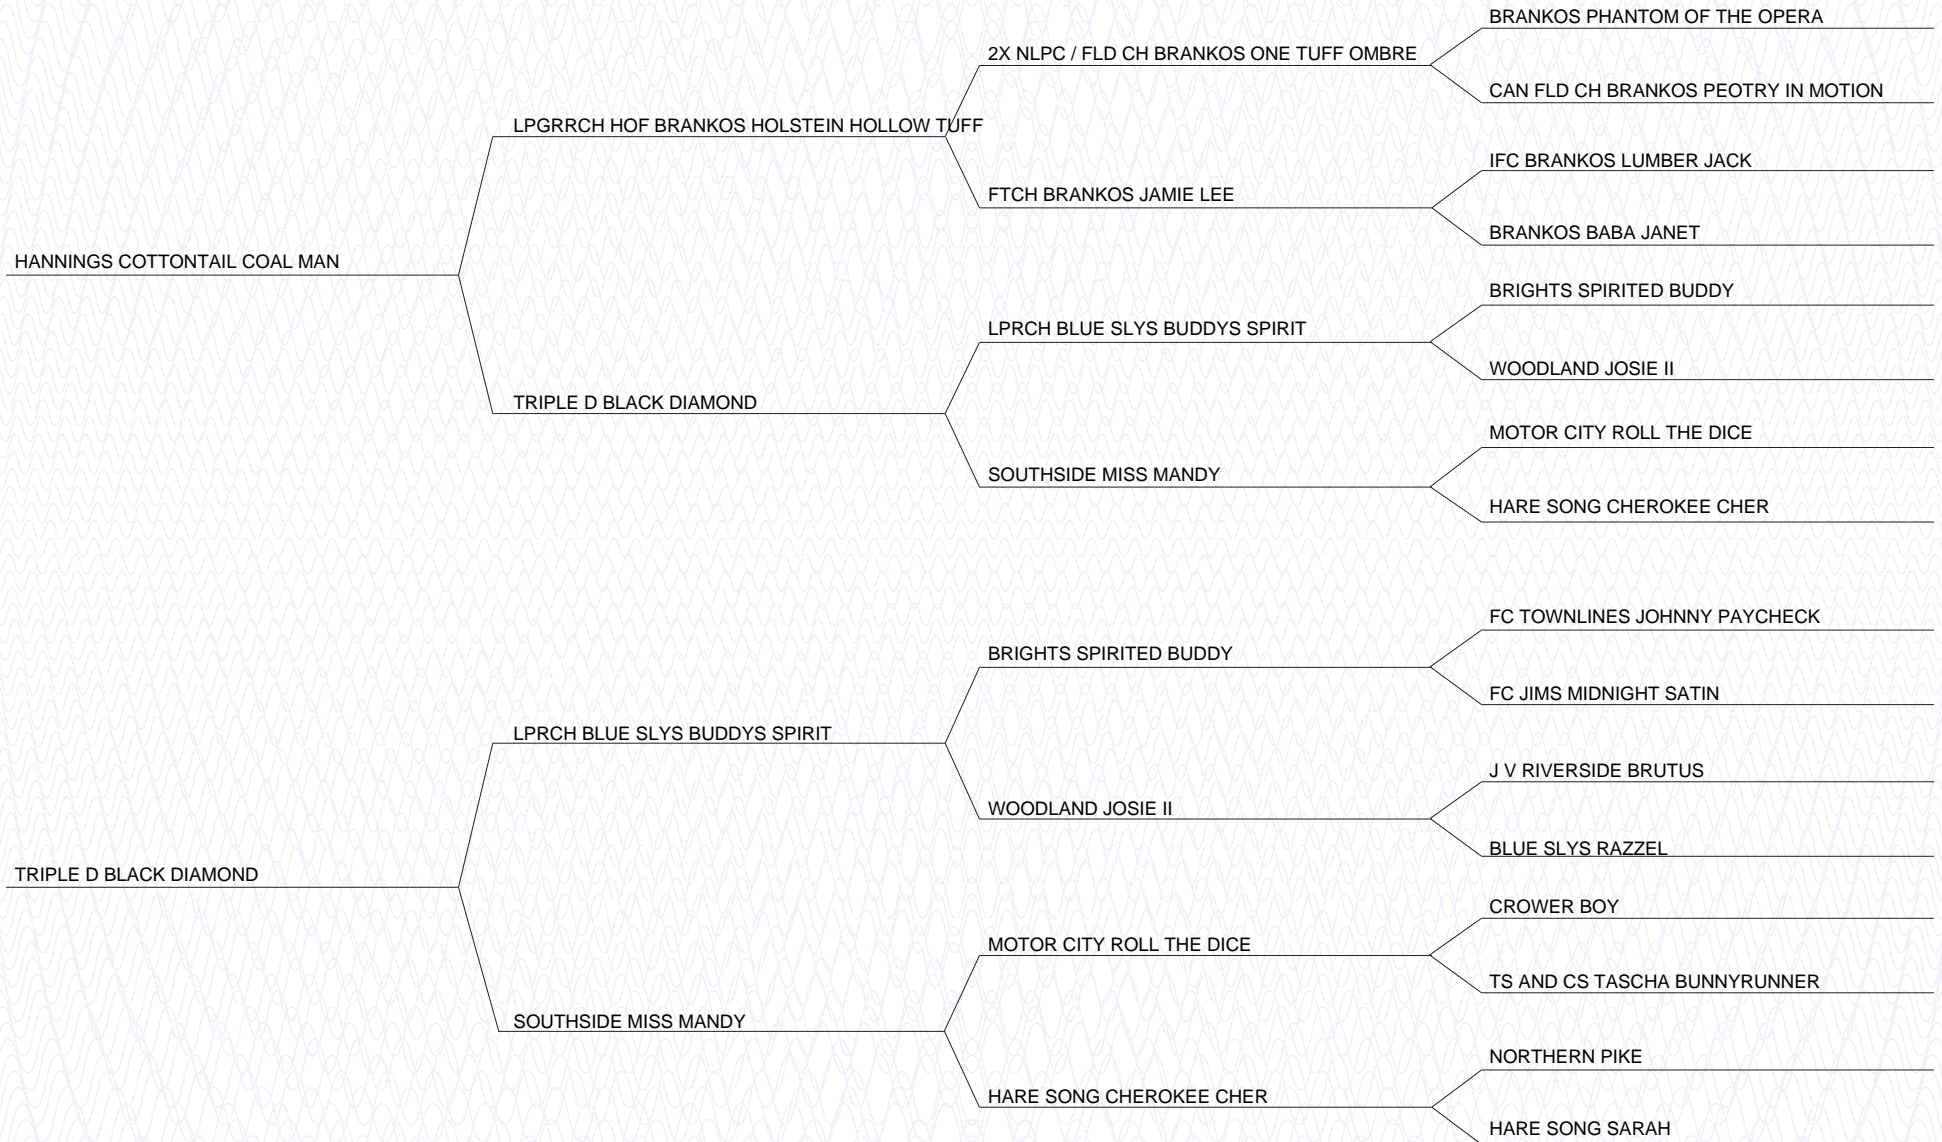 BRANKOS PHANTOM OF THE OPERA
2X NLPC / FLD CH BRANKOS ONE TUFF OMBRE
CAN FLD CH BRANKOS PEOTRY IN MOTION
LPGRRCH HOF BRANKOS HOLSTEIN HOLLOW TUFF
IFC BRANKOS LUMBER JACK
FTCH BRANKOS JAMIE LEE
BRANKOS BABA JANET
HANNINGS COTTONTAIL COAL MAN
BRIGHTS SPIRITED BUDDY
LPRCH BLUE SLYS BUDDYS SPIRIT
WOODLAND JOSIE II
TRIPLE D BLACK DIAMOND
MOTOR CITY ROLL THE DICE
SOUTHSIDE MISS MANDY
HARE SONG CHEROKEE CHER
FC TOWNLINES JOHNNY PAYCHECK
BRIGHTS SPIRITED BUDDY
FC JIMS MIDNIGHT SATIN
LPRCH BLUE SLYS BUDDYS SPIRIT
J V RIVERSIDE BRUTUS
WOODLAND JOSIE II
BLUE SLYS RAZZEL
TRIPLE D BLACK DIAMOND
CROWER BOY
MOTOR CITY ROLL THE DICE
TS AND CS TASCHA BUNNYRUNNER
SOUTHSIDE MISS MANDY
NORTHERN PIKE
HARE SONG CHEROKEE CHER
HARE SONG SARAH